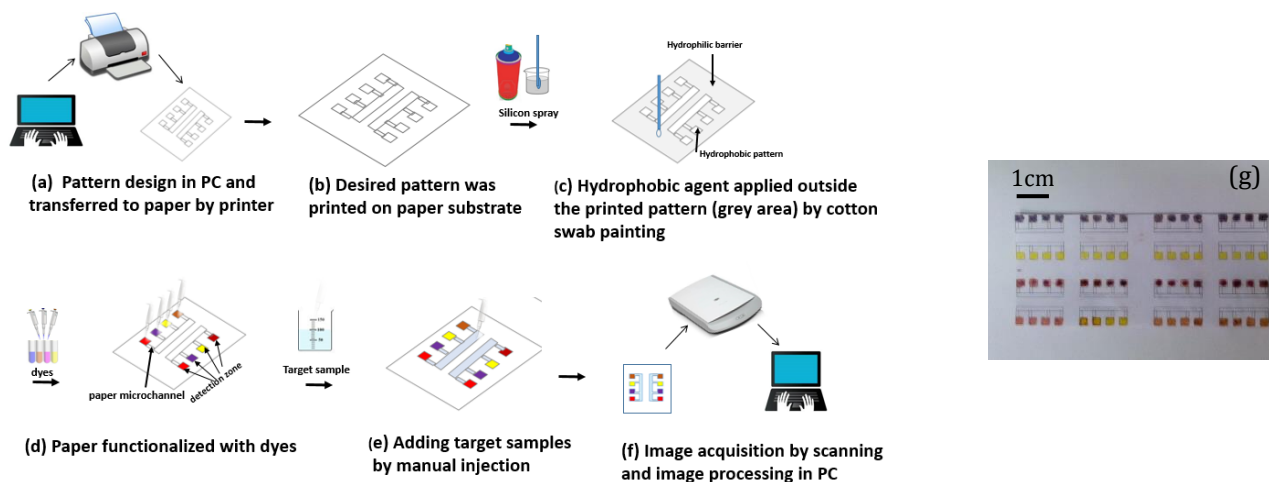 Silicon spray
Hydrophilic barrier
Hydrophobic pattern
(a) Pattern design in PC and
transferred to paper by printer
(b) Desired pattern was
printed on paper substrate
(c) Hydrophobic agent applied outside
the printed pattern (grey area) by cotton
swab painting
1cm
(g)
dyes
paper microchannel
detection zone
Target sample
(d) Paper functionalized with dyes
(e) Adding target samples
by manual injection
(f) Image acquisition by scanning
and image processing in PC